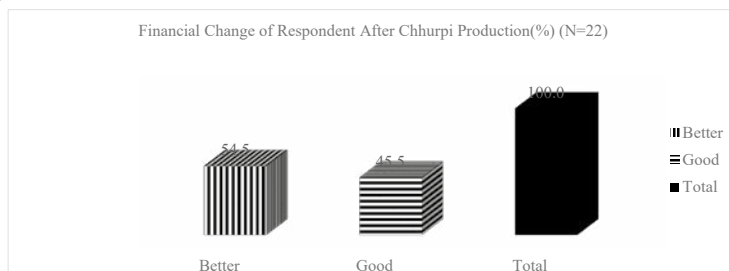 Financial Change of Respondent After Chhurpi Production(%) (N=22)
100.0
54.5
45.5
Better
Good
Total
Better
Good
Total